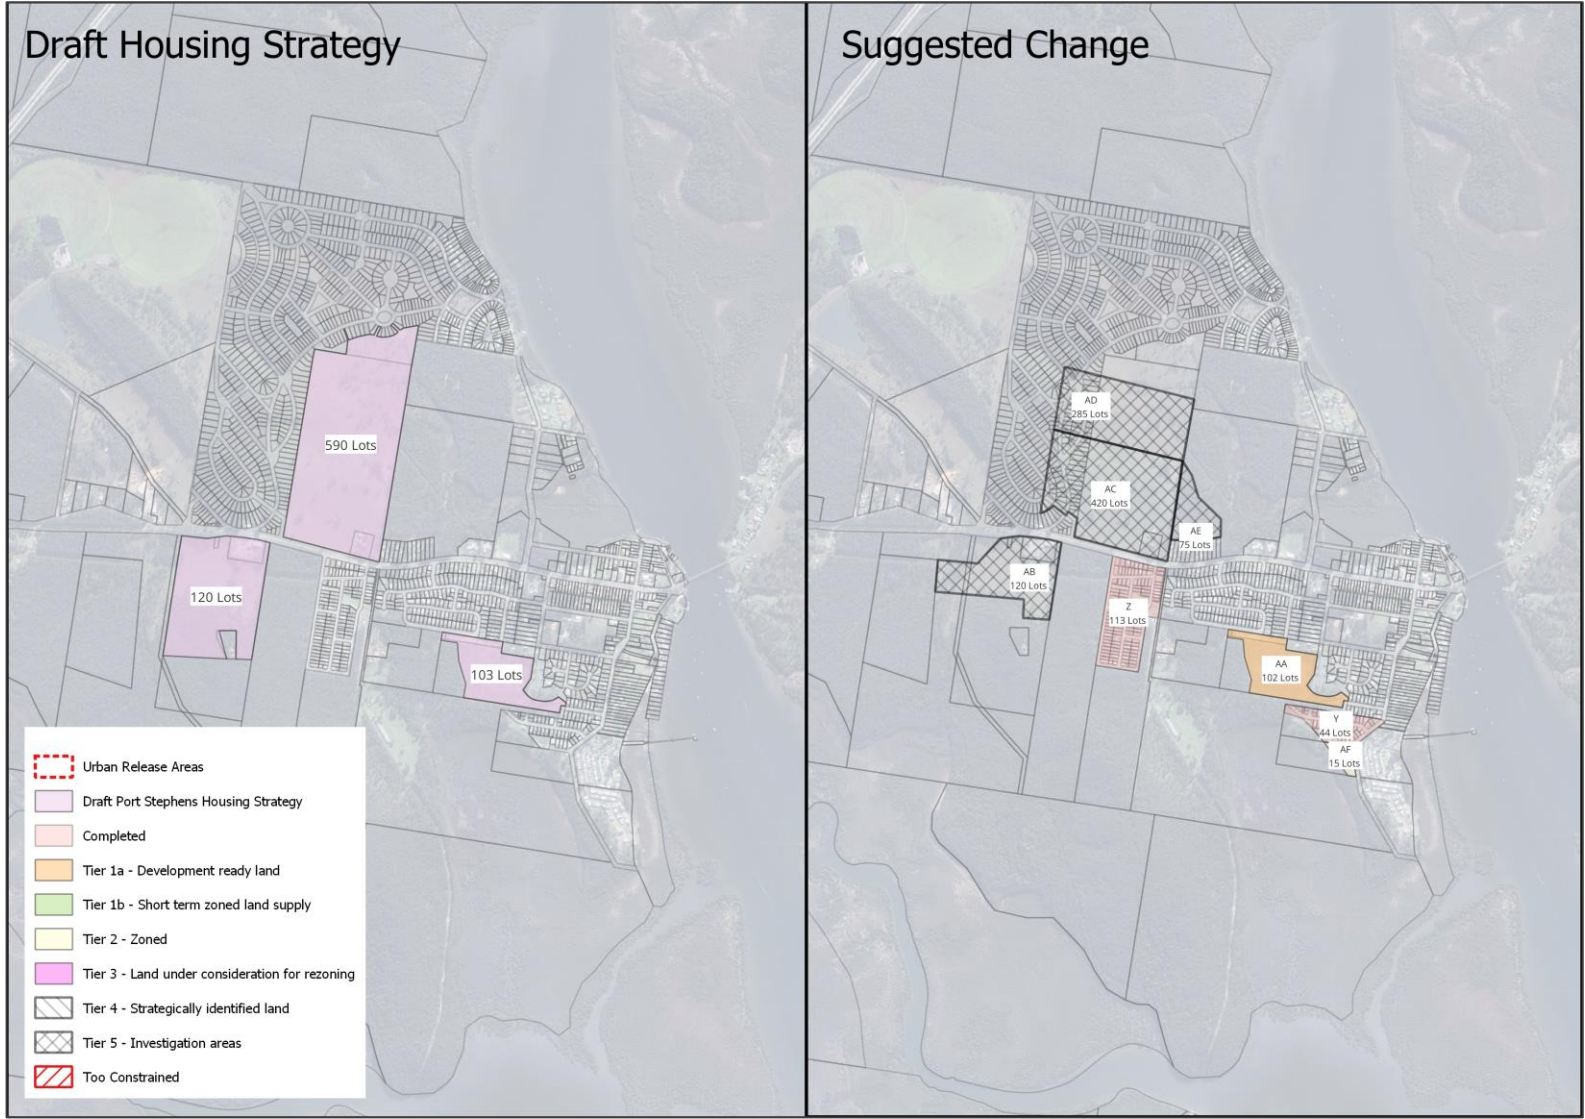 Draft Housing Strategy
590 Lots
120 Lots
103 Lots
Urban Release Areas
Draft Port Stephens Housing Strategy
Completed
Tier 1a - Development ready land
Tier 1b - Short term zoned land supply
Tier 2 - Zoned
Tier 3 - Land under consideration for rezoning
Tier 4 - Strategically identified land
Tier 5 - Investigation areas
Too Constrained
Suggested Change
AD
285 Lots
AC
420 Lots
AE
75 Lots
AB
120 Lots
Z
113 Lots
AA
102 Lots
Y
44 Lots
AF
15 Lots